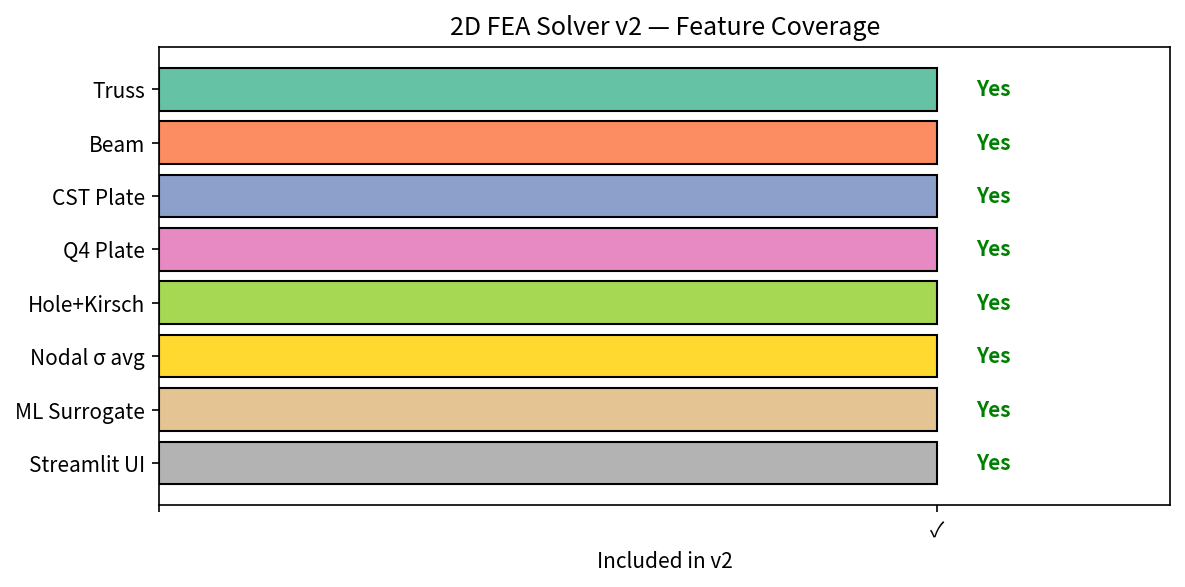 2D FEA Solver v2 — Feature Coverage
Truss Yes
Beam Yes
CST Plate Yes
Q4 Plate Yes
Hole+Kirsch Yes
Nodal σ avg Yes
ML Surrogate Yes
Streamlit UI Yes
✓
Included in v2